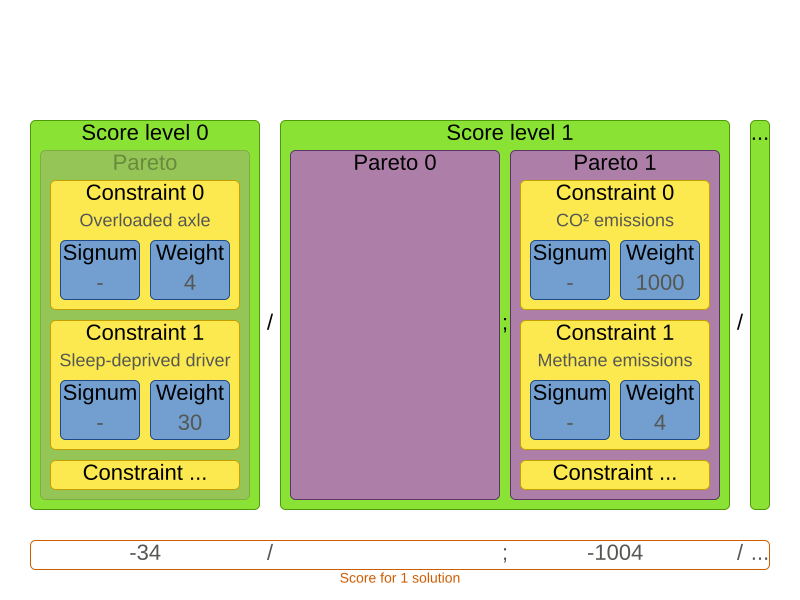 Score level 0
Pareto
Constraint 0
Overloaded axle
Signum Weight
- 4
Constraint 1
Sleep-deprived driver
Signum Weight
- 30
Constraint ...
/
Score level 1
Pareto 0
;
Pareto 1
Constraint 0
CO² emissions
Signum Weight
- 1000
Constraint 1
Methane emissions
Signum Weight
- 4
Constraint ...
/
...
-34 / ; -1004 / ...
Score for 1 solution